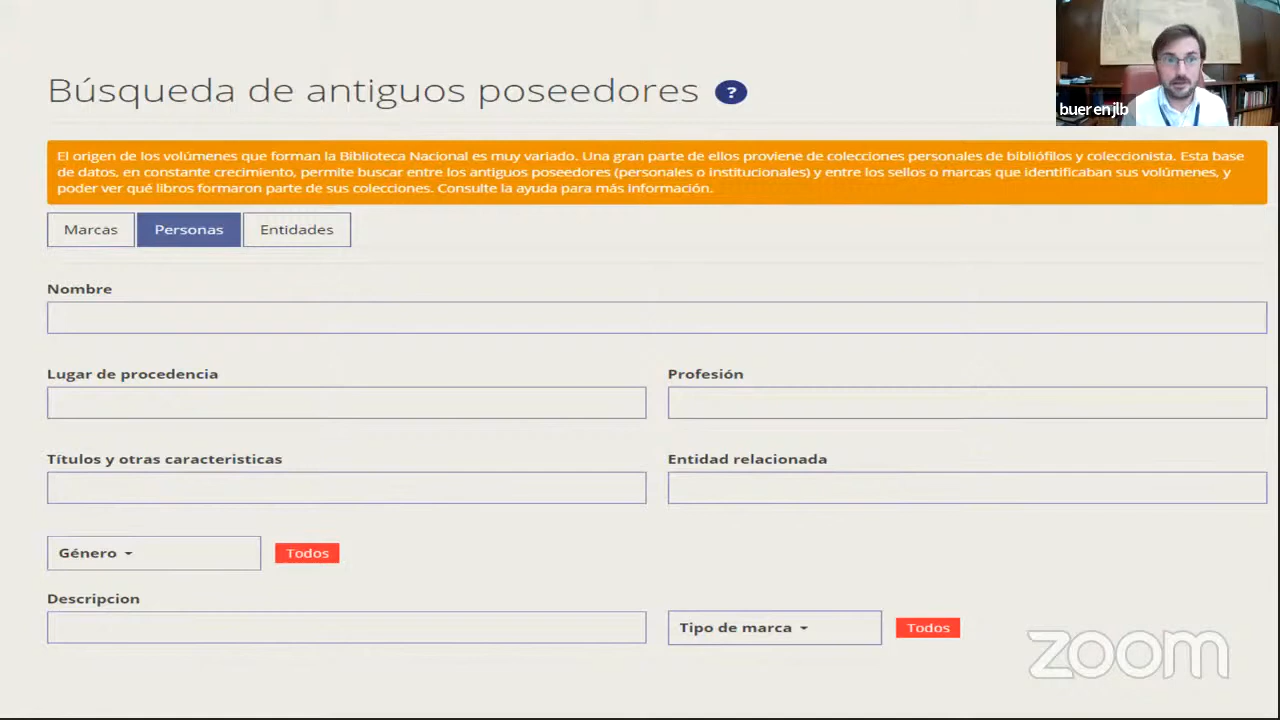 Búsqueda de antiguos poseedores ?
buerenjlb
El origen de los volúmenes que forman la Biblioteca Nacional es muy variado. Una gran parte de ellos proviene de colecciones personales de bibliófilos y coleccionista. Esta base
de datos, en constante crecimiento, permite buscar entre los antiguos poseedores (personales o institucionales) y entre los sellos o marcas que identificaban sus volúmenes, y
poder ver qué libros formaron parte de sus colecciones. Consulte la ayuda para más información.
Marcas Personas Entidades
Nombre
Lugar de procedencia Profesión
Títulos y otras caracteristicas Entidad relacionada
Género Todos
Descripcion
Tipo de marca Todos
zoom